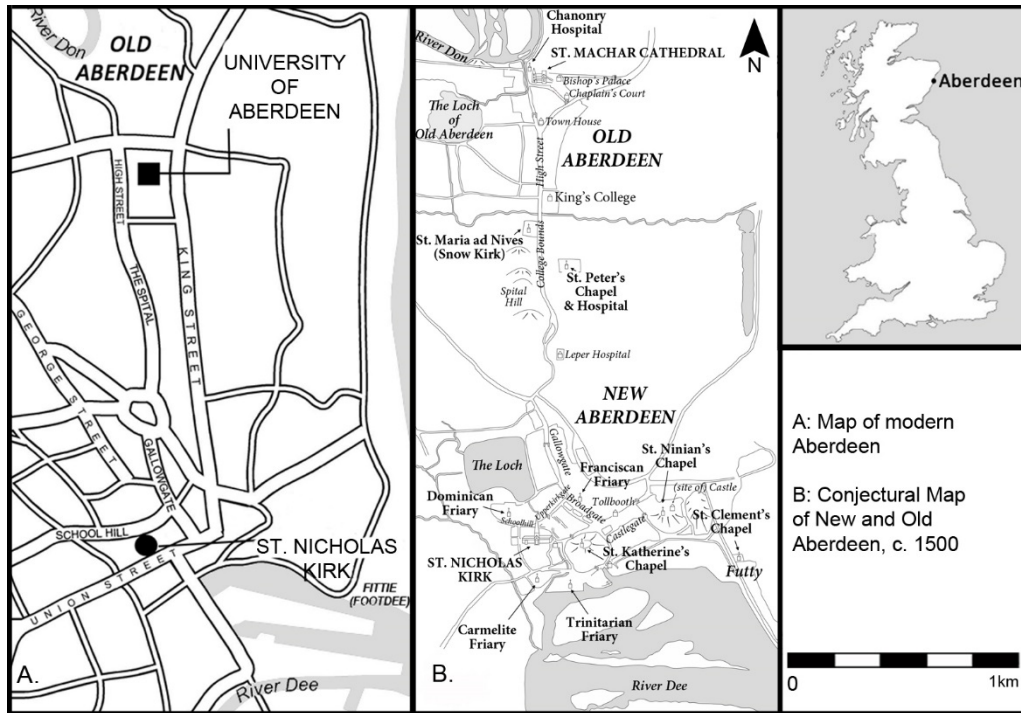 River Don
OLD
ABERDEEN
UNIVERSITY
OF
ABERDEEN
HIGH STREET
THE SPITAL
KING STREET
GEORGE STREET
GALLOWGATE
SCHOOL HILL
ST. NICHOLAS
KIRK
UNION STREET
FITTIE
(FOOTDEE)
River Dee
A.
Chanonry
Hospital
River Don
ST. MACHAR CATHEDRAL
N
Bishop's Palace
Chaplain's Court
The Loch
of
Old Aberdeen
Town House
OLD
ABERDEEN
High Street
King's College
St. Maria ad Nives
(Snow Kirk)
College Bounds
St. Peter's
Chapel
& Hospital
Spital
Hill
Leper Hospital
NEW
ABERDEEN
Gallowgate
St. Ninian's
Chapel
The Loch
Franciscan
Friary
(site of) Castle
Dominican
Friary
Upperkirkgate
Broadgate
Tollbooth
Schoolhill
Castlegate
St. Clement's
Chapel
ST. NICHOLAS
KIRK
St. Katherine's
Chapel
Futty
Carmelite
Friary
Trinitarian
Friary
River Dee
B.
Aberdeen
A: Map of modern
Aberdeen
B: Conjectural Map
of New and Old
Aberdeen, c. 1500
0
1km